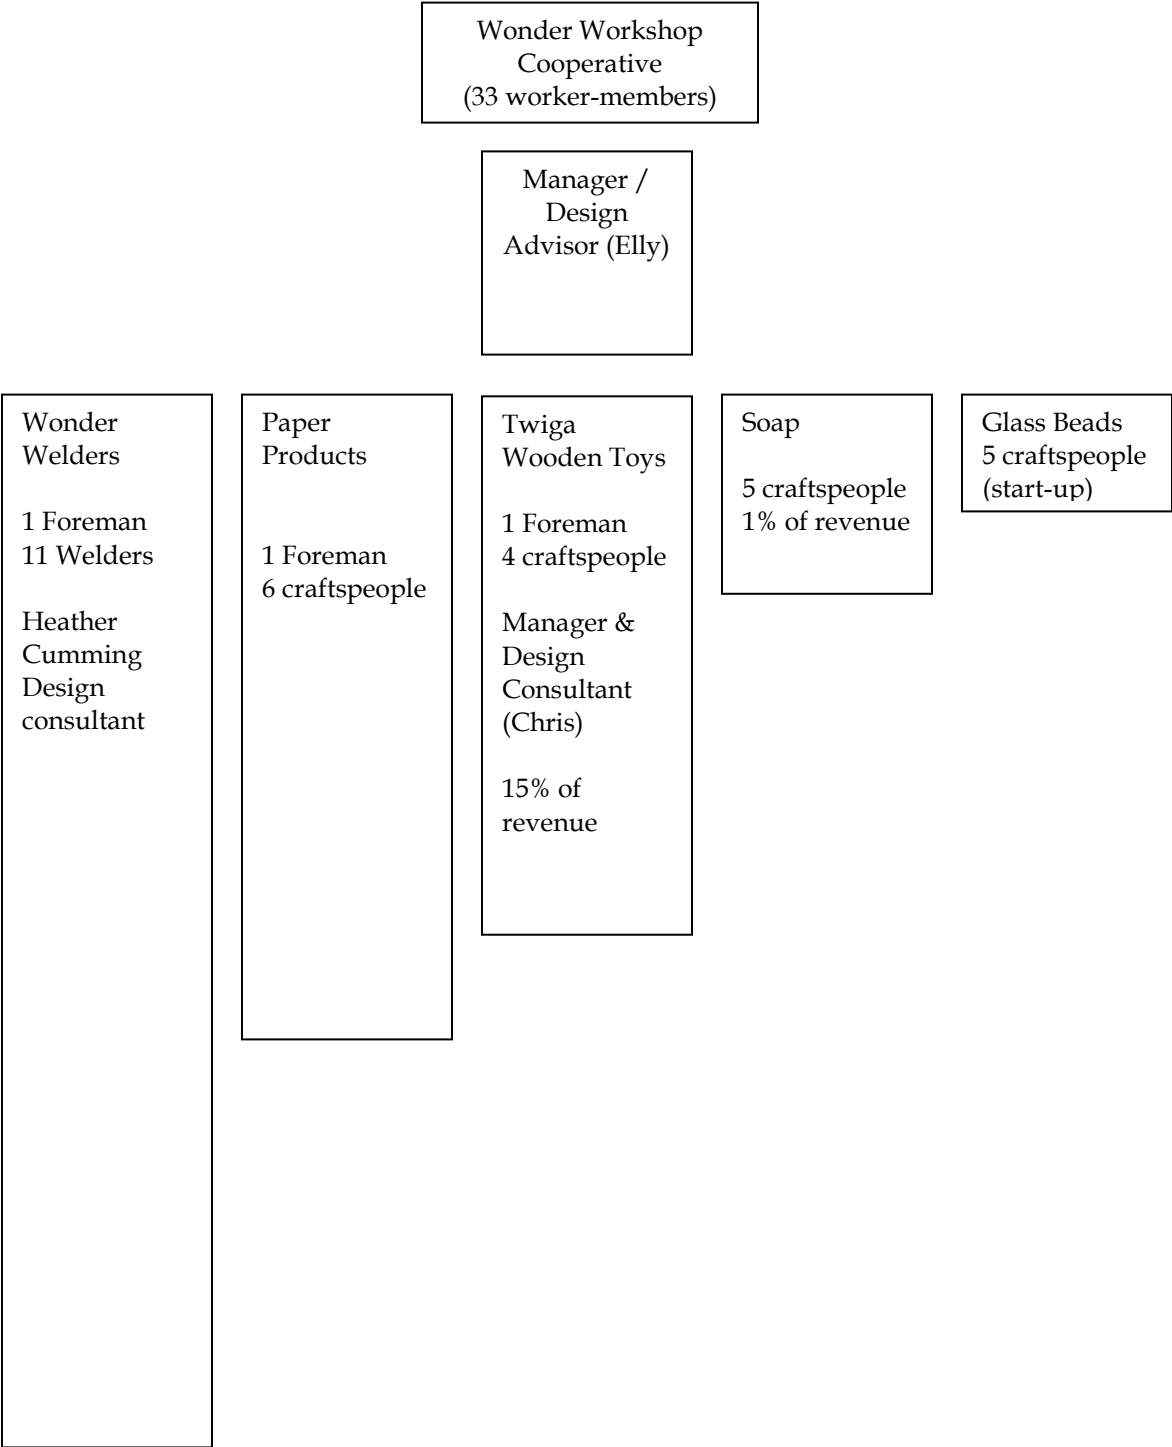 Wonder Workshop
Cooperative
(33 worker-members)
Manager /
Design
Advisor (Elly)
Wonder
Welders
1 Foreman
11 Welders
Heather
Cumming
Design
consultant
Paper
Products
1 Foreman
6 craftspeople
Twiga
Wooden Toys
1 Foreman
4 craftspeople
Manager &
Design
Consultant
(Chris)
15% of
revenue
Soap
5 craftspeople
1% of revenue
Glass Beads
5 craftspeople
(start-up)